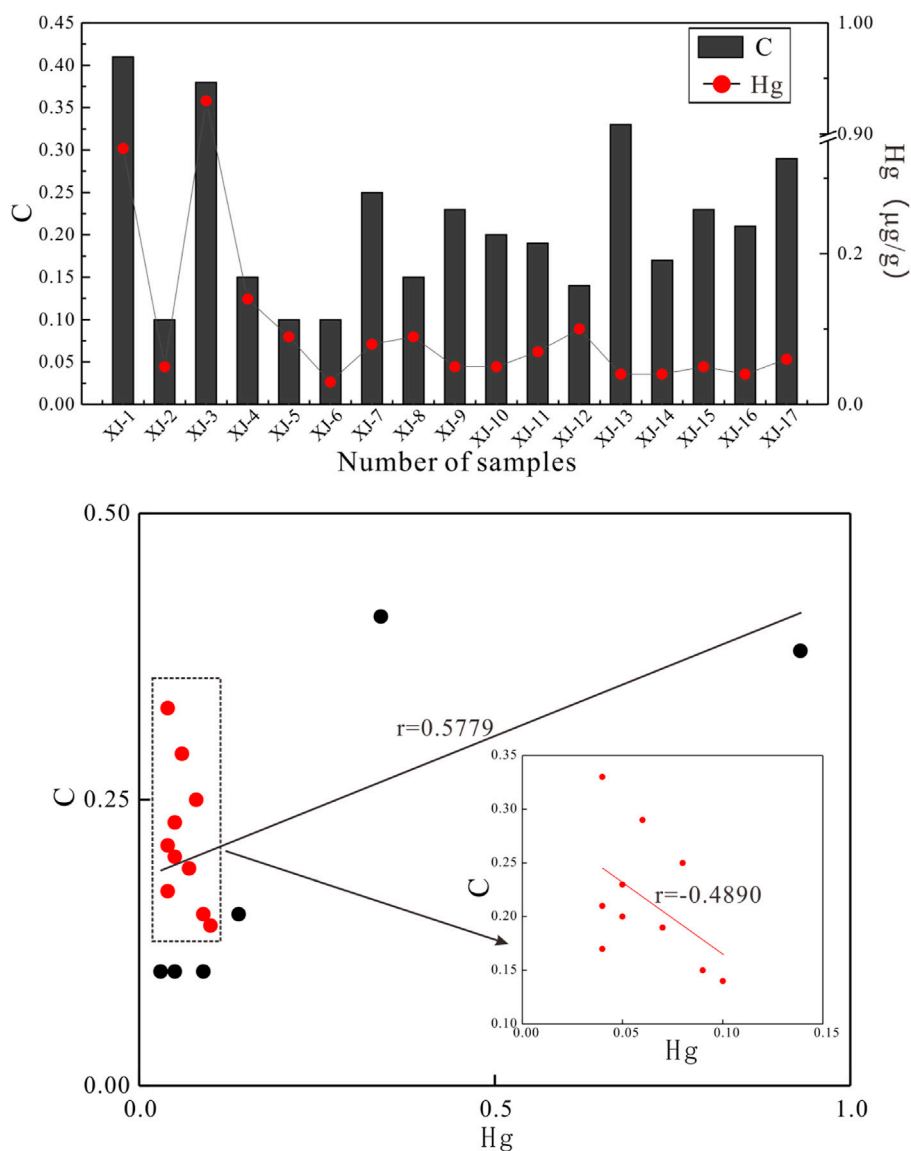 0.45
0.40
0.35
0.30
0.25
0.20
0.15
0.10
0.05
0.00
C
1.00
0.90
0.2
0.0
Hg (μg/g)
C
Hg
XJ-1
XJ-2
XJ-3
XJ-4
XJ-5
XJ-6
XJ-7
XJ-8
XJ-9
XJ-10
XJ-11
XJ-12
XJ-13
XJ-14
XJ-15
XJ-16
XJ-17
Number of samples
0.50
0.25
0.00
C
r=0.5779
0.35
0.30
0.25
0.20
0.15
0.10
C
r=-0.4890
0.00
0.05
0.10
0.15
Hg
0.0
0.5
1.0
Hg